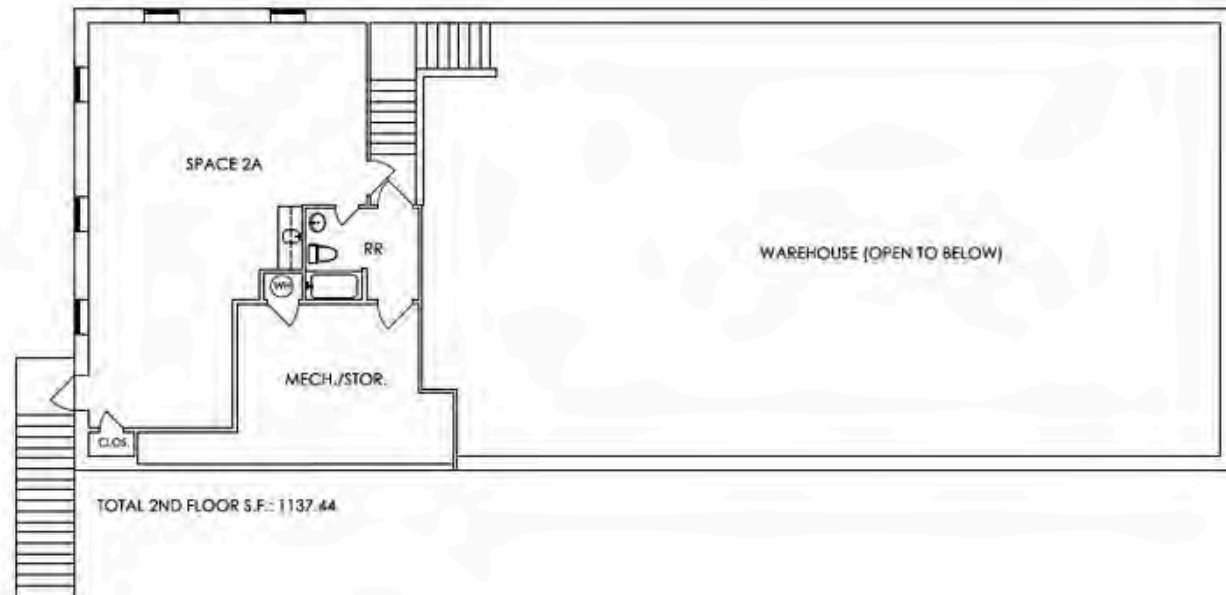 SPACE 2A
WAREHOUSE (OPEN TO BELOW)
RR
WH
MECH./STOR.
CLOS.
TOTAL 2ND FLOOR S.F.: 1137.44